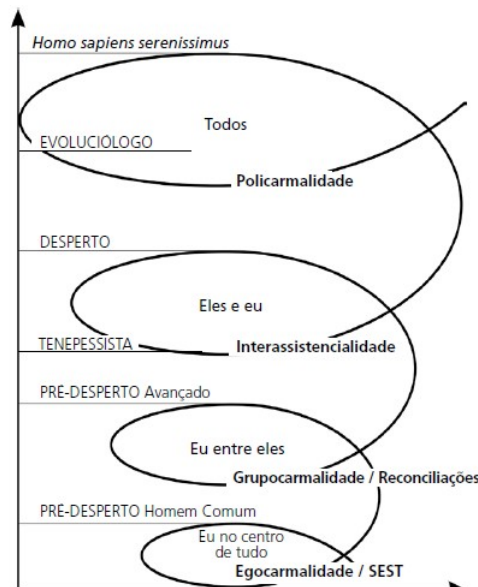 Homo sapiens serenissimus
Todos
EVOLUCIÓLOGO
Policarmalidade
DESPERTO
Eles e eu
TENEPESSISTA
Interassistencialidade
PRÉ-DESPERTO Avançado
Eu entre eles
Grupocarmalidade / Reconciliações
PRÉ-DESPERTO Homem Comum
Eu no centro
de tudo
Egocarmalidade / SEST